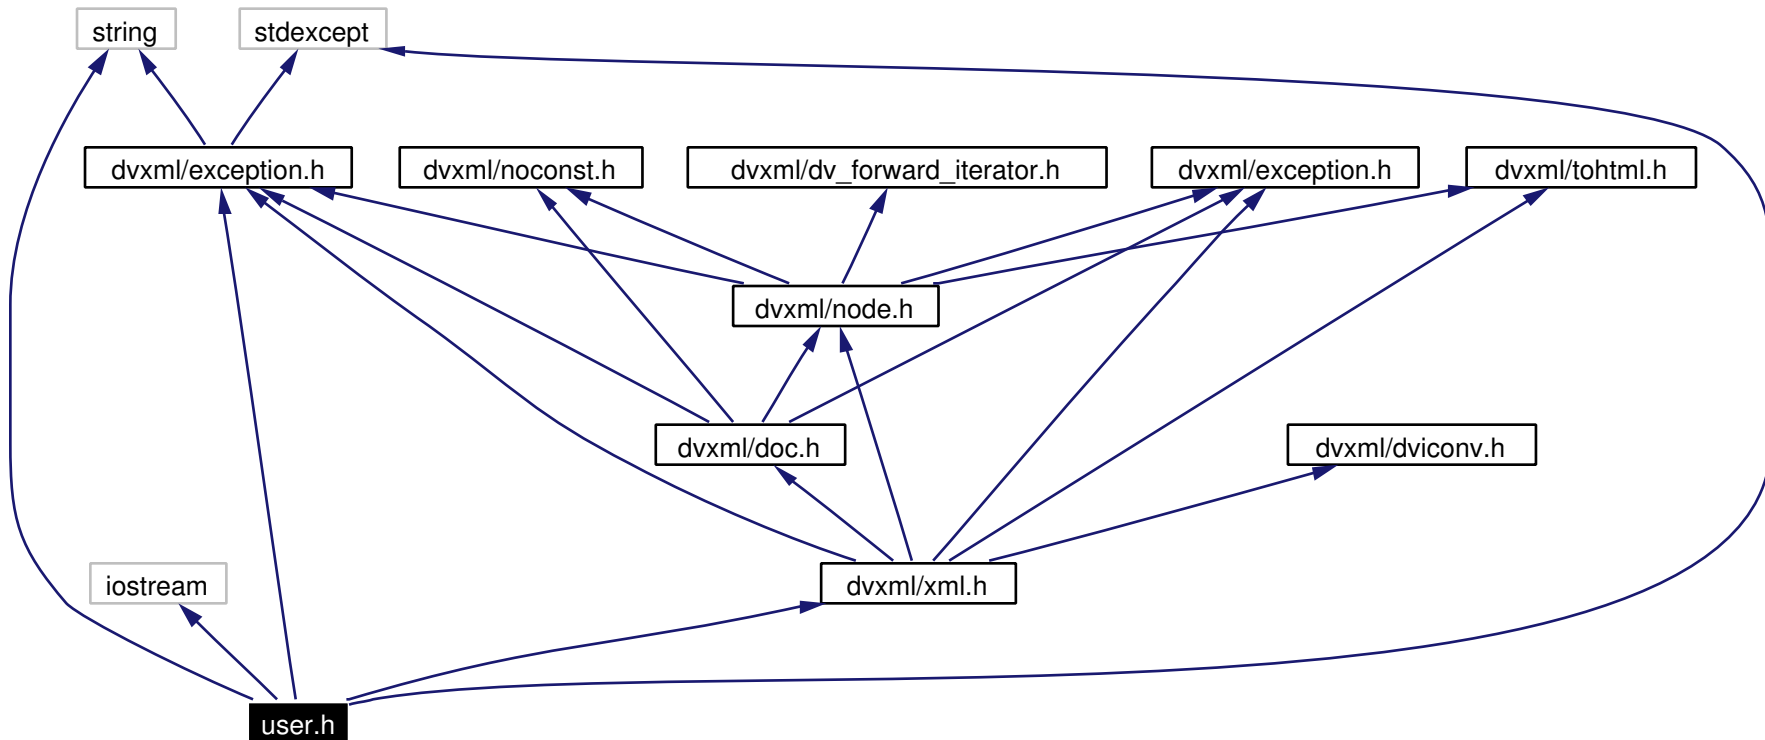 string
stdexcept
dvxml/exception.h
dvxml/noconst.h
dvxml/dv_forward_iterator.h
dvxml/exception.h
dvxml/tohtml.h
dvxml/node.h
dvxml/doc.h
dvxml/dviconv.h
iostream
dvxml/xml.h
user.h